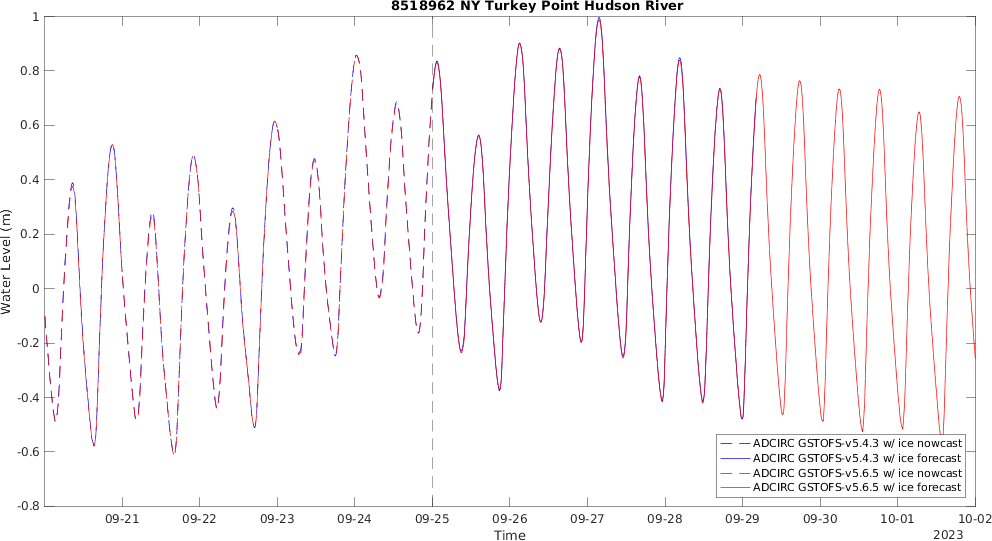 8518962 NY Turkey Point Hudson River
Water Level (m)
1
0.8
0.6
0.4
0.2
0
-0.2
-0.4
-0.6
-0.8
ADCIRC GSTOFS-v5.4.3 w/ ice nowcast
ADCIRC GSTOFS-v5.4.3 w/ ice forecast
ADCIRC GSTOFS-v5.6.5 w/ ice nowcast
ADCIRC GSTOFS-v5.6.5 w/ ice forecast
09-21 09-22 09-23 09-24 09-25 09-26 09-27 09-28 09-29 09-30 10-01 10-02
Time
2023